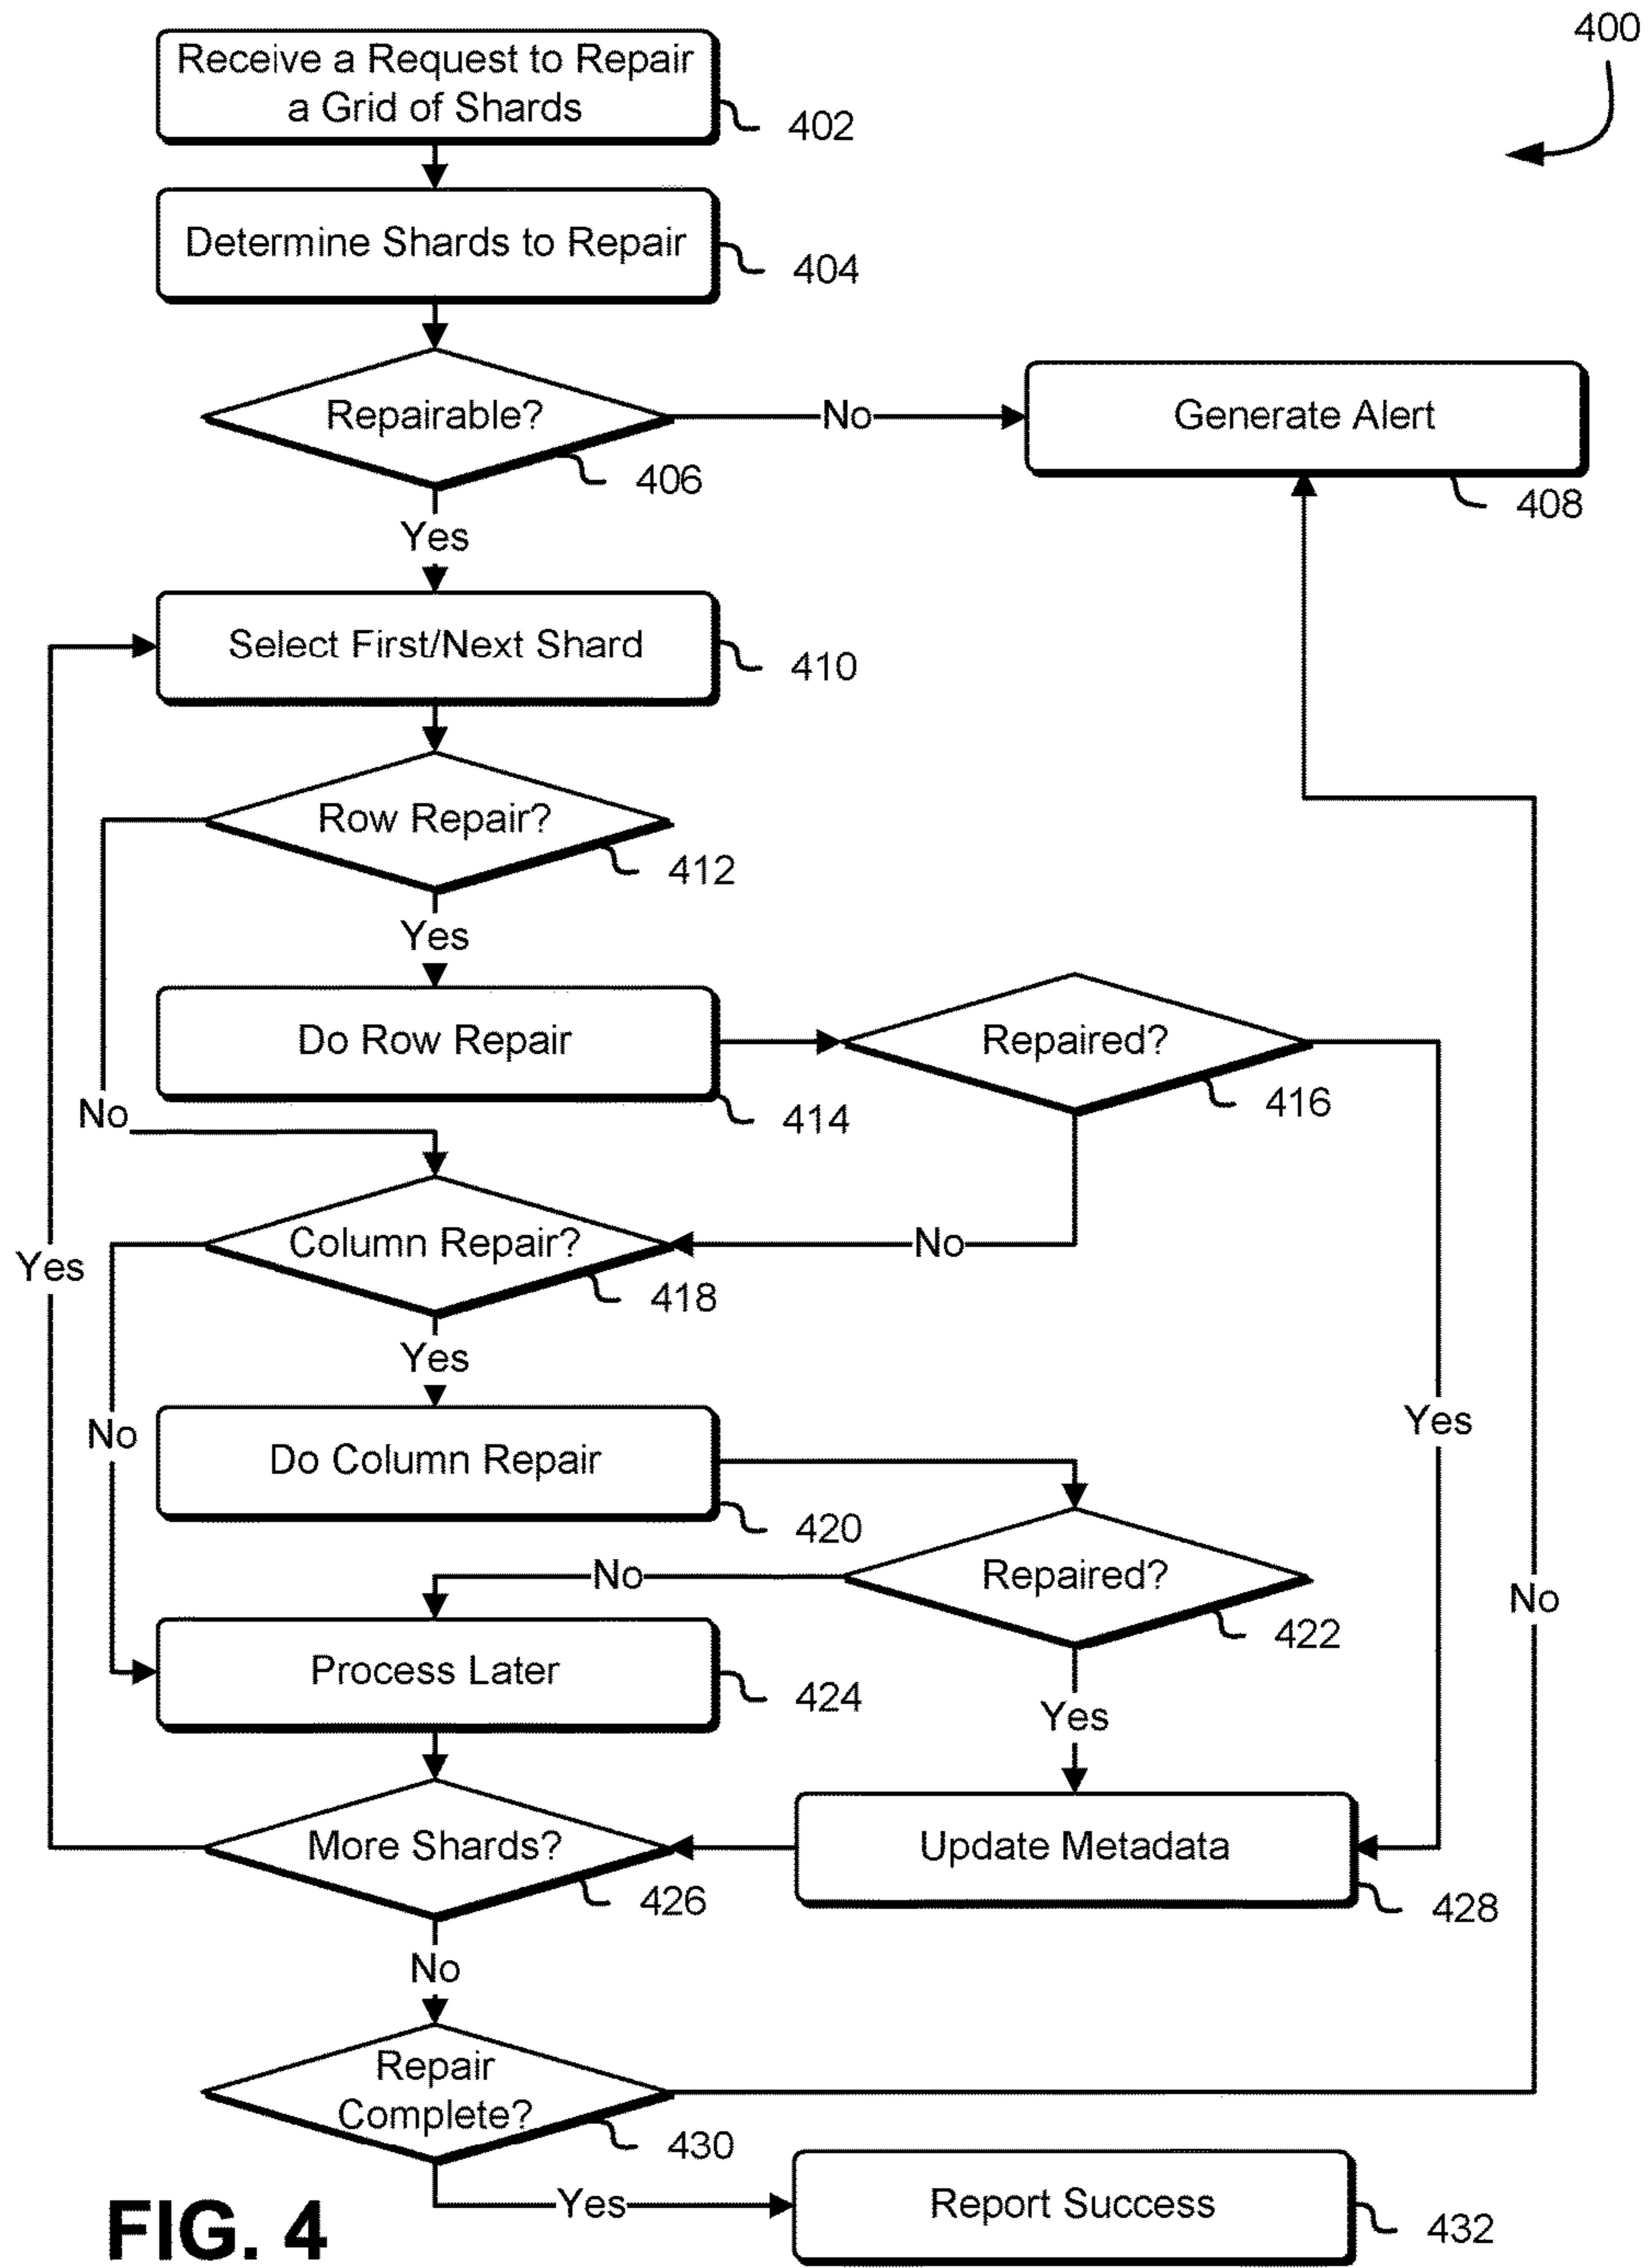 400
Receive a Request to Repair
a Grid of Shards
402
Determine Shards to Repair
404
Repairable?
406
No
Generate Alert
408
Yes
Select First/Next Shard
410
Row Repair?
412
Yes
Do Row Repair
414
Repaired?
416
No
Column Repair?
418
No
Yes
Yes
No
Yes
Do Column Repair
420
Repaired?
422
No
No
Process Later
424
Yes
More Shards?
426
Update Metadata
428
No
Repair
Complete?
430
Yes
Report Success
432
FIG. 4